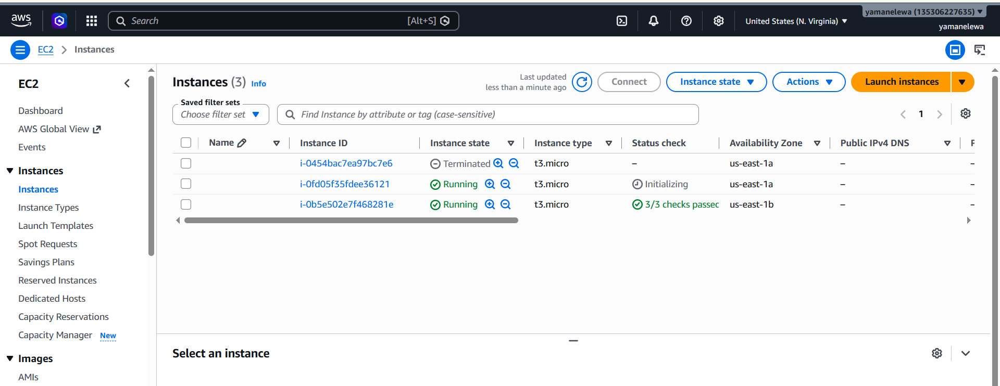 aws
Search [Alt+S]
United States (N. Virginia)
yamanelewa (135306227635)
yamanelewa
EC2 Instances
EC2
Dashboard
AWS Global View
Events
Instances
Instances
Instance Types
Launch Templates
Spot Requests
Savings Plans
Reserved Instances
Dedicated Hosts
Capacity Reservations
Capacity Manager New
Images
AMIs
Instances (3) Info
Last updated
less than a minute ago
Connect
Instance state
Actions
Launch instances
Saved filter sets
Choose filter set
Find Instance by attribute or tag (case-sensitive)
1
Name Instance ID Instance state Instance type Status check Availability Zone Public IPv4 DNS
i-0454bac7ea97bc7e6 Terminated t3.micro – us-east-1a – –
i-0fd05f35fdee36121 Running t3.micro Initializing us-east-1a – –
i-0b5e502e7f468281e Running t3.micro 3/3 checks passed us-east-1b – –
Select an instance